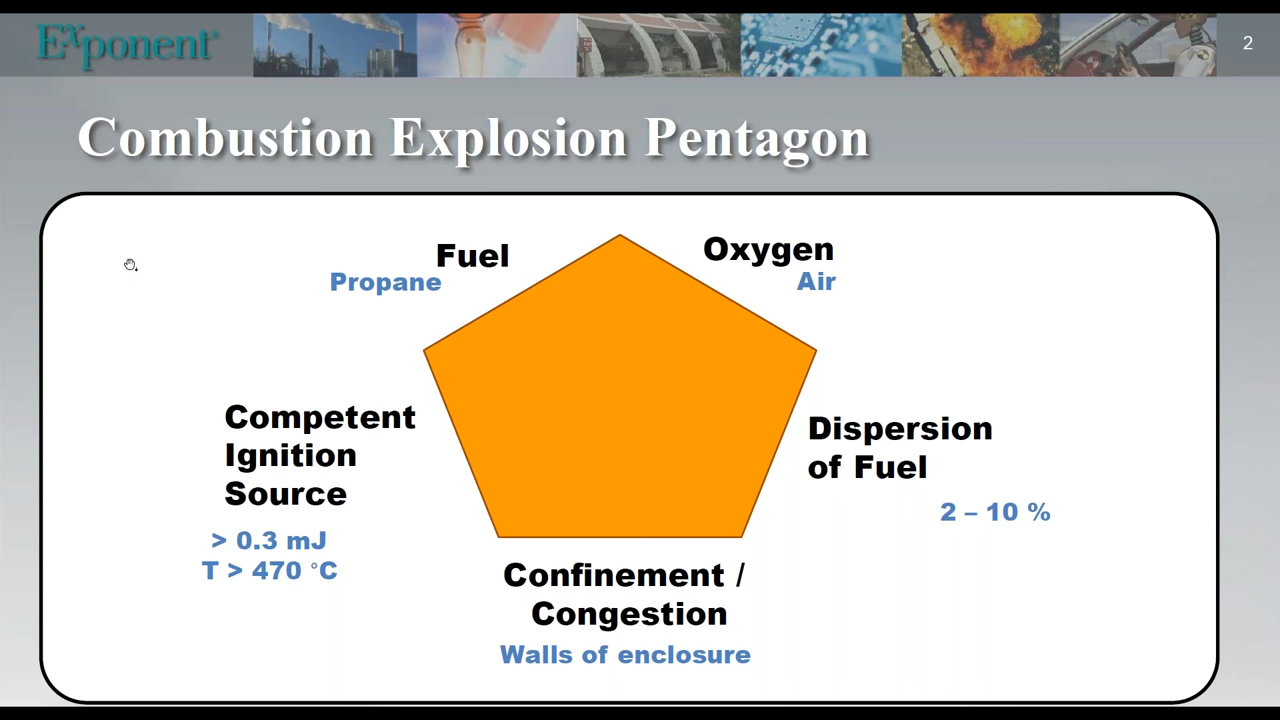 Exponent®
2
Combustion Explosion Pentagon
Fuel
Propane
Oxygen
Air
Competent
Ignition
Source
> 0.3 mJ
T > 470 °C
Dispersion
of Fuel
2 – 10 %
Confinement /
Congestion
Walls of enclosure